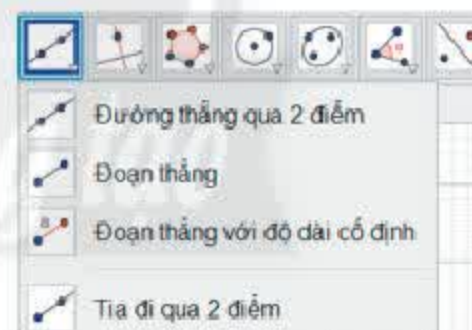 Đường thẳng qua 2 điểm
Đoạn thẳng
Đoạn thẳng với độ dài cố định
Tia đi qua 2 điểm